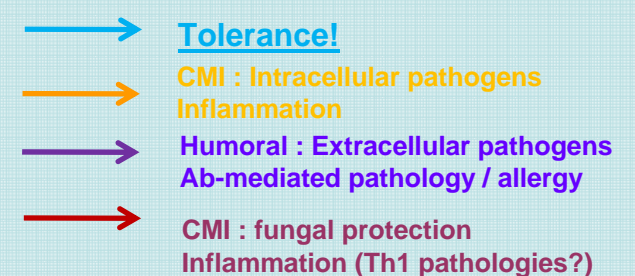 Tolerance!
CMI : Intracellular pathogens
Inflammation
Humoral : Extracellular pathogens
Ab-mediated pathology / allergy
CMI : fungal protection
Inflammation (Th1 pathologies?)